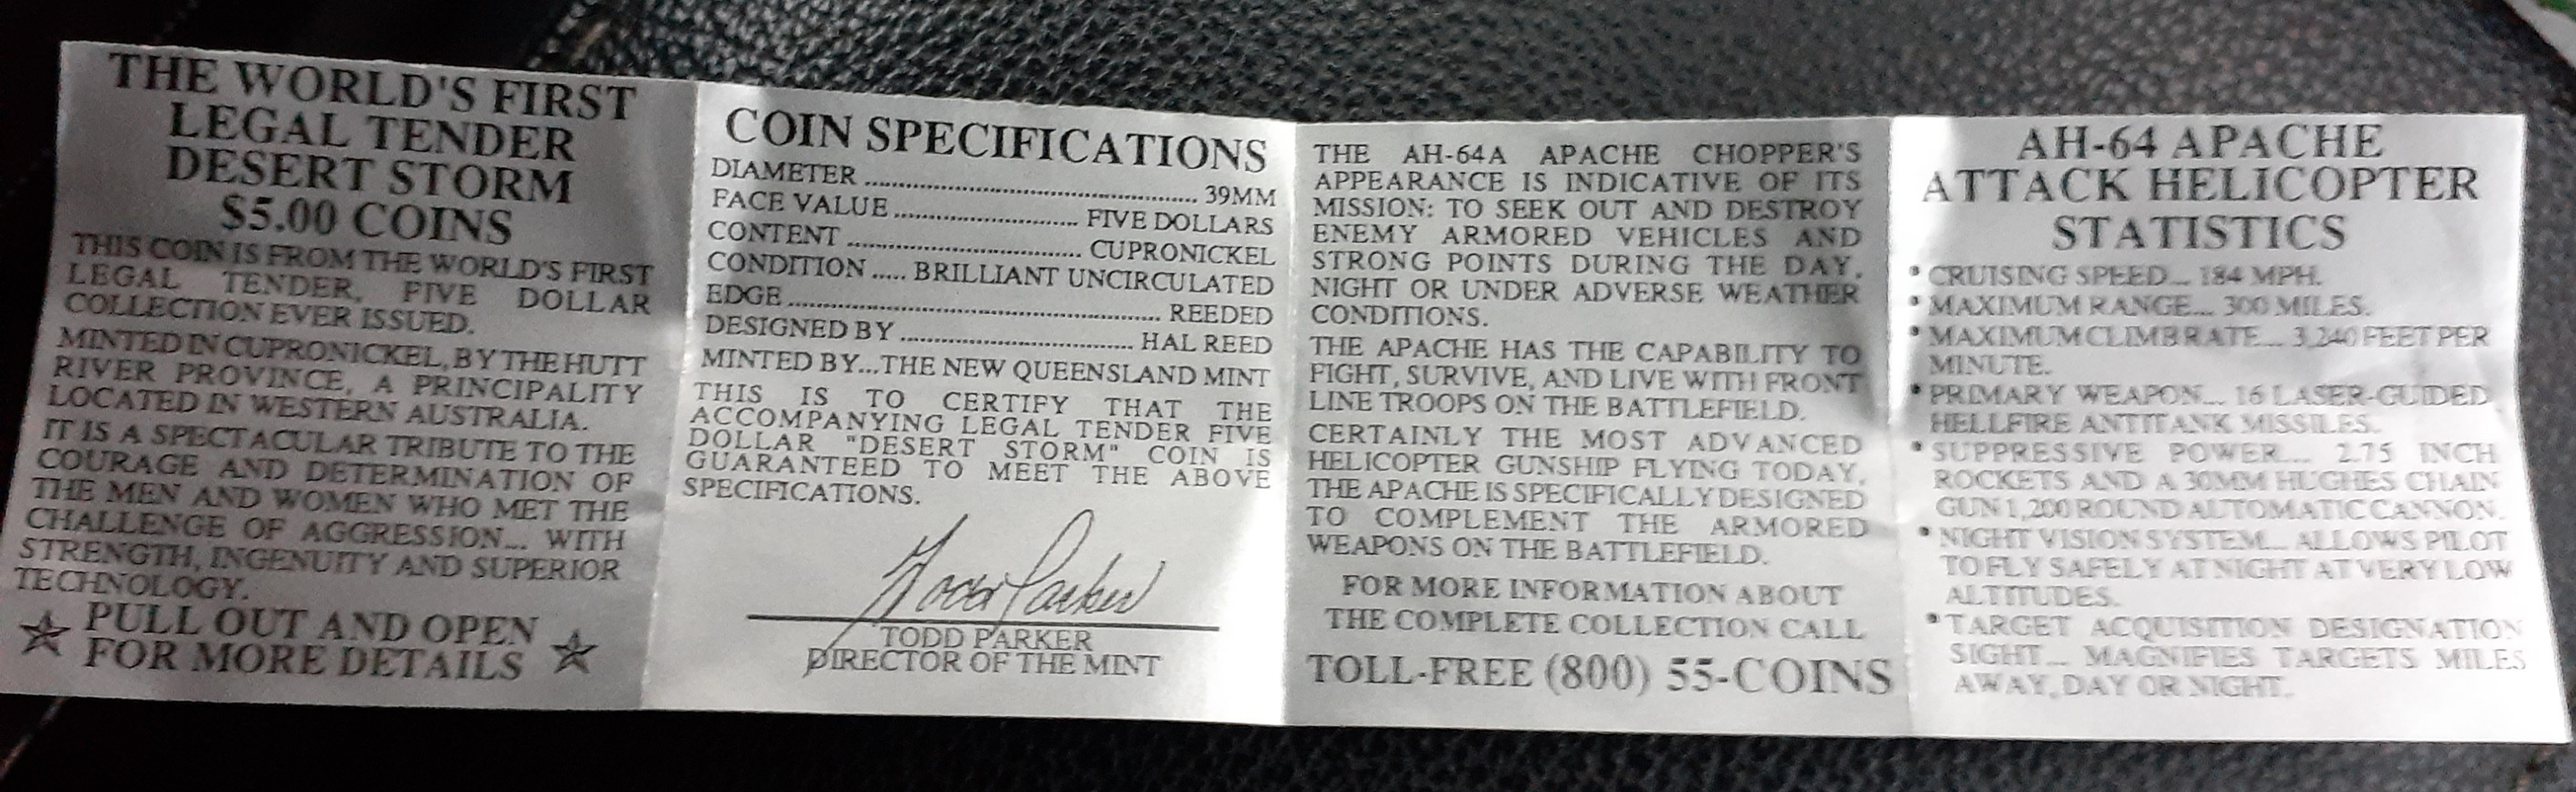 THE WORLD'S FIRST
LEGAL TENDER
DESERT STORM
$5.00 COINS
THIS COIN IS FROM THE WORLD'S FIRST
LEGAL TENDER, FIVE DOLLAR
COLLECTION EVER ISSUED.
MINTED IN CUPRONICKEL, BY THE HUTT
RIVER PROVINCE, A PRINCIPALITY
LOCATED IN WESTERN AUSTRALIA.
IT IS A SPECTACULAR TRIBUTE TO THE
COURAGE AND DETERMINATION OF
THE MEN AND WOMEN WHO MET THE
CHALLENGE OF AGGRESSION... WITH
STRENGTH, INGENUITY AND SUPERIOR
TECHNOLOGY.
PULL OUT AND OPEN
FOR MORE DETAILS
COIN SPECIFICATIONS
DIAMETER ........ 39MM
FACE VALUE ........ FIVE DOLLARS
CONTENT ........ CUPRONICKEL
CONDITION ..... BRILLIANT UNCIRCULATED
EDGE ........ REEDED
DESIGNED BY ........ HAL REED
MINTED BY...THE NEW QUEENSLAND MINT
THIS IS TO CERTIFY THAT THE
ACCOMPANYING LEGAL TENDER FIVE
DOLLAR "DESERT STORM" COIN IS
GUARANTEED TO MEET THE ABOVE
SPECIFICATIONS.
Todd Parker
TODD PARKER
DIRECTOR OF THE MINT
THE AH-64A APACHE CHOPPER'S
APPEARANCE IS INDICATIVE OF ITS
MISSION: TO SEEK OUT AND DESTROY
ENEMY ARMORED VEHICLES AND
STRONG POINTS DURING THE DAY,
NIGHT OR UNDER ADVERSE WEATHER
CONDITIONS.
THE APACHE HAS THE CAPABILITY TO
FIGHT, SURVIVE, AND LIVE WITH FRONT
LINE TROOPS ON THE BATTLEFIELD.
CERTAINLY THE MOST ADVANCED
HELICOPTER GUNSHIP FLYING TODAY,
THE APACHE IS SPECIFICALLY DESIGNED
TO COMPLEMENT THE ARMORED
WEAPONS ON THE BATTLEFIELD.
FOR MORE INFORMATION ABOUT
THE COMPLETE COLLECTION CALL
TOLL-FREE (800) 55-COINS
AH-64 APACHE
ATTACK HELICOPTER
STATISTICS
• CRUISING SPEED... 184 MPH.
• MAXIMUM RANGE... 300 MILES.
• MAXIMUM CLIMB RATE... 3,240 FEET PER
MINUTE.
• PRIMARY WEAPON... 16 LASER-GUIDED
HELLFIRE ANTITANK MISSILES.
• SUPPRESSIVE POWER... 2.75 INCH
ROCKETS AND A 30MM HUGHES CHAIN
GUN 1,200 ROUND AUTOMATIC CANNON.
• NIGHT VISION SYSTEM... ALLOWS PILOT
TO FLY SAFELY AT NIGHT AT VERY LOW
ALTITUDES.
• TARGET ACQUISITION DESIGNATION
SIGHT... MAGNIFIES TARGETS MILES
AWAY, DAY OR NIGHT.